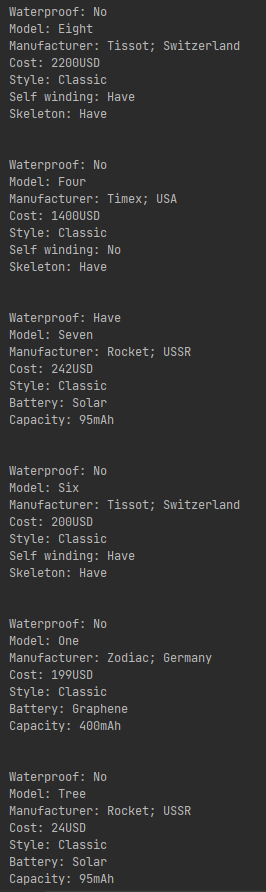 Waterproof: No
Model: Eight
Manufacturer: Tissot; Switzerland
Cost: 2200USD
Style: Classic
Self winding: Have
Skeleton: Have
Waterproof: No
Model: Four
Manufacturer: Timex; USA
Cost: 1400USD
Style: Classic
Self winding: No
Skeleton: Have
Waterproof: Have
Model: Seven
Manufacturer: Rocket; USSR
Cost: 242USD
Style: Classic
Battery: Solar
Capacity: 95mAh
Waterproof: No
Model: Six
Manufacturer: Tissot; Switzerland
Cost: 200USD
Style: Classic
Self winding: Have
Skeleton: Have
Waterproof: No
Model: One
Manufacturer: Zodiac; Germany
Cost: 199USD
Style: Classic
Battery: Graphene
Capacity: 400mAh
Waterproof: No
Model: Tree
Manufacturer: Rocket; USSR
Cost: 24USD
Style: Classic
Battery: Solar
Capacity: 95mAh